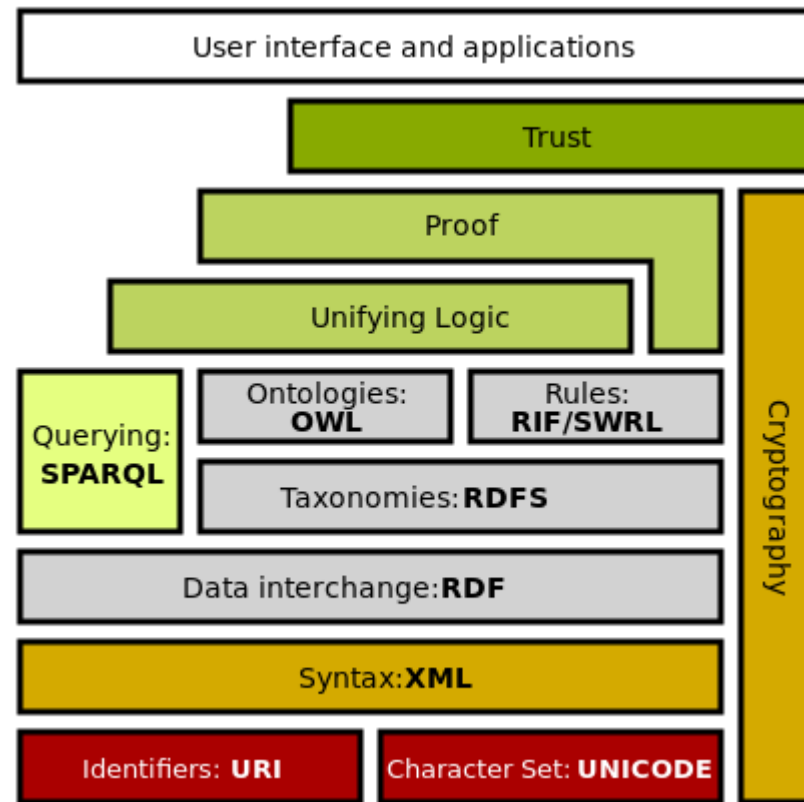 User interface and applications
Trust
Proof
Unifying Logic
Querying:
SPARQL
Ontologies:
OWL
Rules:
RIF/SWRL
Taxonomies:RDFS
Cryptography
Data interchange:RDF
Syntax:XML
Identifiers: URI
Character Set: UNICODE